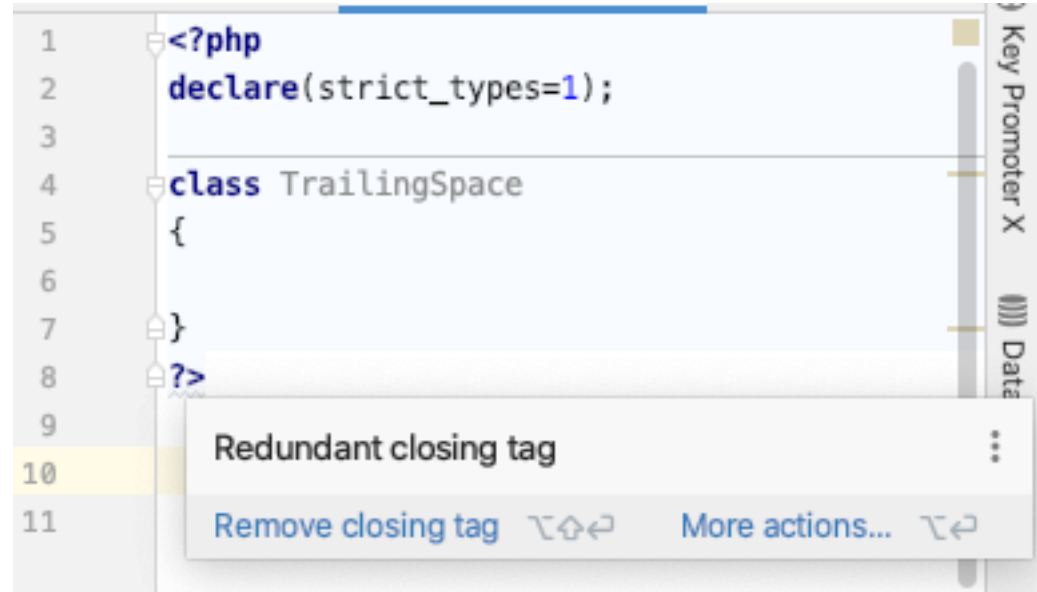 1 <?php
2 declare(strict_types=1);
3
4 class TrailingSpace
5 {
6
7 }
8 ?>
9
10
11
Redundant closing tag
Remove closing tag ⌥⇧⏎ More actions... ⌥⏎
Key Promoter X
Data